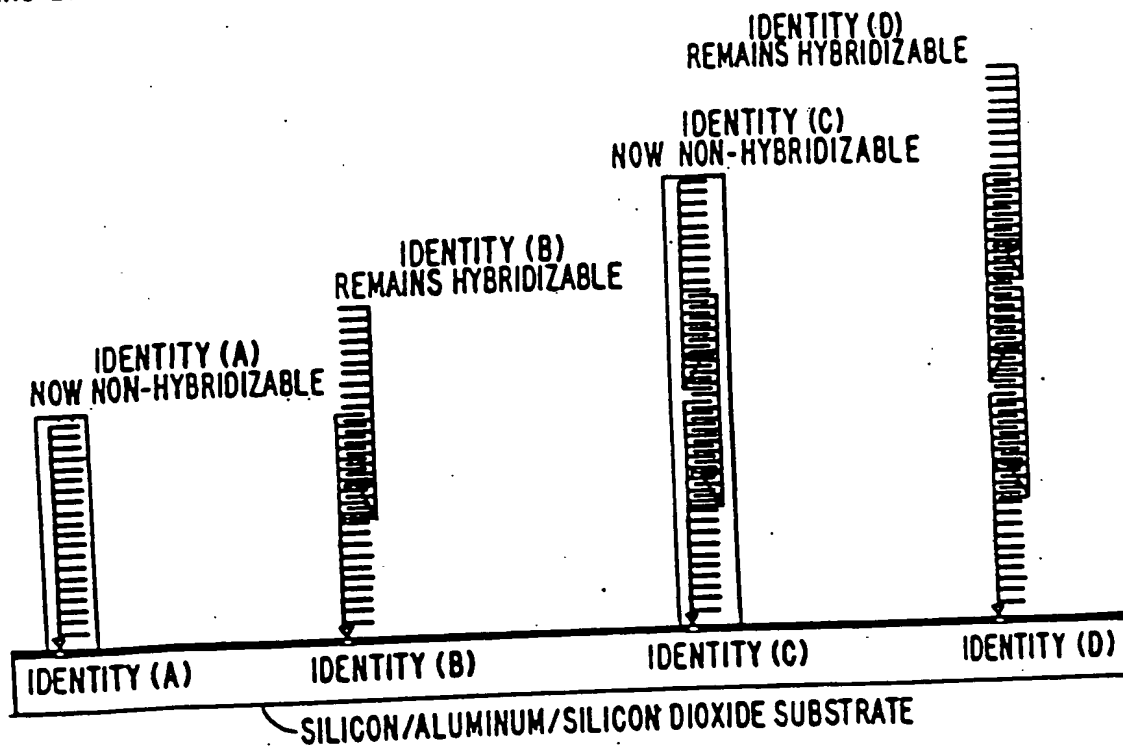 IDENTITY (D)
REMAINS HYBRIDIZABLE
IDENTITY (C)
NOW NON-HYBRIDIZABLE
IDENTITY (B)
REMAINS HYBRIDIZABLE
IDENTITY (A)
NOW NON-HYBRIDIZABLE
IDENTITY (A)
IDENTITY (B)
IDENTITY (C)
IDENTITY (D)
SILICON/ALUMINUM/SILICON DIOXIDE SUBSTRATE